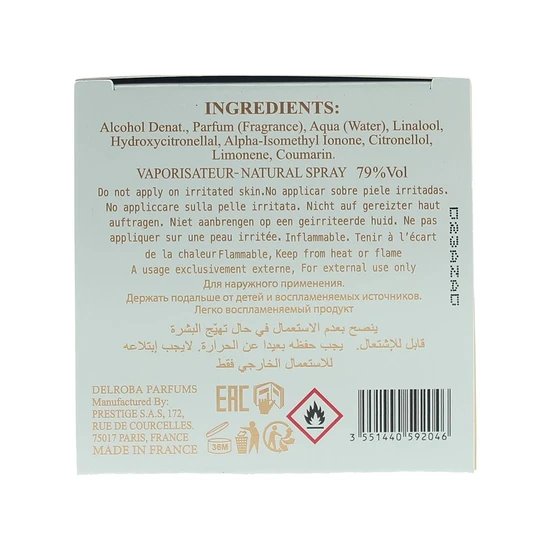 INGREDIENTS:
Alcohol Denat., Parfum (Fragrance), Aqua (Water), Linalool,
Hydroxycitronellal, Alpha-Isomethyl Ionone, Citronellol,
Limonene, Coumarin.
VAPORISATEUR-NATURAL SPRAY 79%Vol
Do not apply on irritated skin.No applicar sobre piele irritadas.
No apliccare sulla pelle irritata. Nicht auf gereizter haut
auftragen. Niet aanbrengen op een geirriteerde huid. Ne pas
appliquer sur une peau irritée. Inflammable. Tenir à l'écart
de la chaleur Flammable, Keep from heat or flame
A usage exclusivement externe, For external use only
Для наружного применения.
Держать подальше от детей и воспламеняемых источников.
Легко воспламеняемый продукт
ينصح بعدم الاستعمال في حال تهيّج البشرة
قابل للإشتعال. يجب حفظه بعيدا عن الحرارة. لايجب إبتلاعه
للاستعمال الخارجي فقط
DELROBA PARFUMS
Manufactured By:
PRESTIGE S.A.S, 172,
RUE DE COURCELLES.
75017 PARIS, FRANCE
MADE IN FRANCE
EAC
36M
3 551440 592046